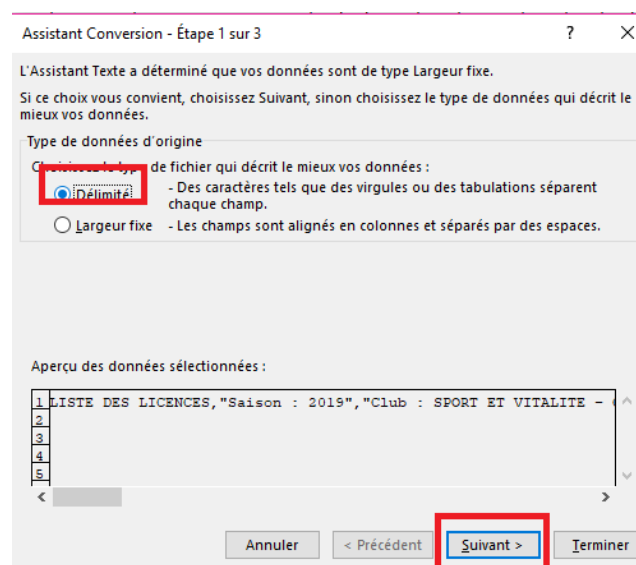 Assistant Conversion - Étape 1 sur 3 ? ✕
L'Assistant Texte a déterminé que vos données sont de type Largeur fixe.
Si ce choix vous convient, choisissez Suivant, sinon choisissez le type de données qui décrit le
mieux vos données.
Type de données d'origine
Choisissez le type de fichier qui décrit le mieux vos données :
Délimité - Des caractères tels que des virgules ou des tabulations séparent
chaque champ.
Largeur fixe - Les champs sont alignés en colonnes et séparés par des espaces.
Aperçu des données sélectionnées :
1 LISTE DES LICENCES,"Saison : 2019","Club : SPORT ET VITALITE -
2
3
4
5
Annuler < Précédent Suivant > Terminer